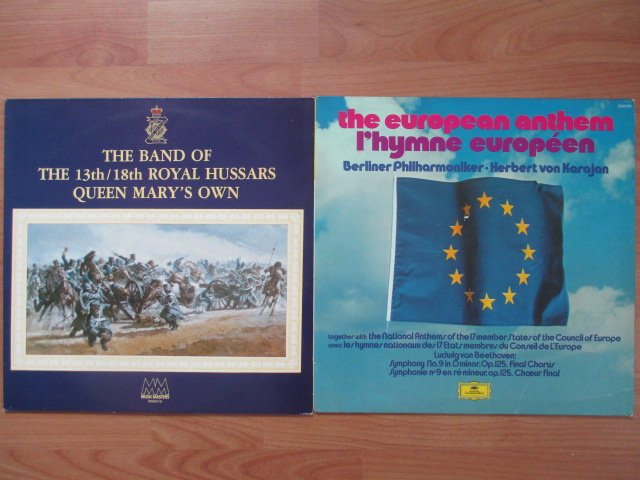 THE BAND OF
THE 13th/18th ROYAL HUSSARS
QUEEN MARY'S OWN
MUSIC MASTERS
the european anthem
l'hymne européen
Berliner Philharmoniker · Herbert von Karajan
together with the National Anthems of the 17 member States of the Council of Europe
avec les hymnes nationaux des 17 Etats membres du Conseil de L'Europe
Ludwig van Beethoven:
Symphony No. 9 in D minor, Op. 125, Final Chorus
Symphonie nº 9 en ré mineur, op. 125, Chœur final